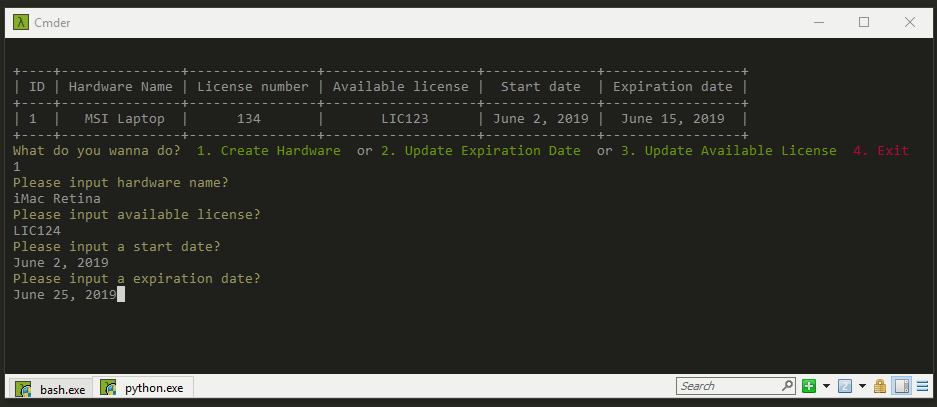 Cmder
+----+---------------+----------------+-------------------+--------------+-----------------+
| ID | Hardware Name | License number | Available license |  Start date  | Expiration date |
+----+---------------+----------------+-------------------+--------------+-----------------+
| 1  |   MSI Laptop  |      134       |       LIC123      | June 2, 2019 |  June 15, 2019  |
+----+---------------+----------------+-------------------+--------------+-----------------+
What do you wanna do?  1. Create Hardware  or 2. Update Expiration Date  or 3. Update Available License  4. Exit
1
Please input hardware name?
iMac Retina
Please input available license?
LIC124
Please input a start date?
June 2, 2019
Please input a expiration date?
June 25, 2019
bash.exe python.exe Search